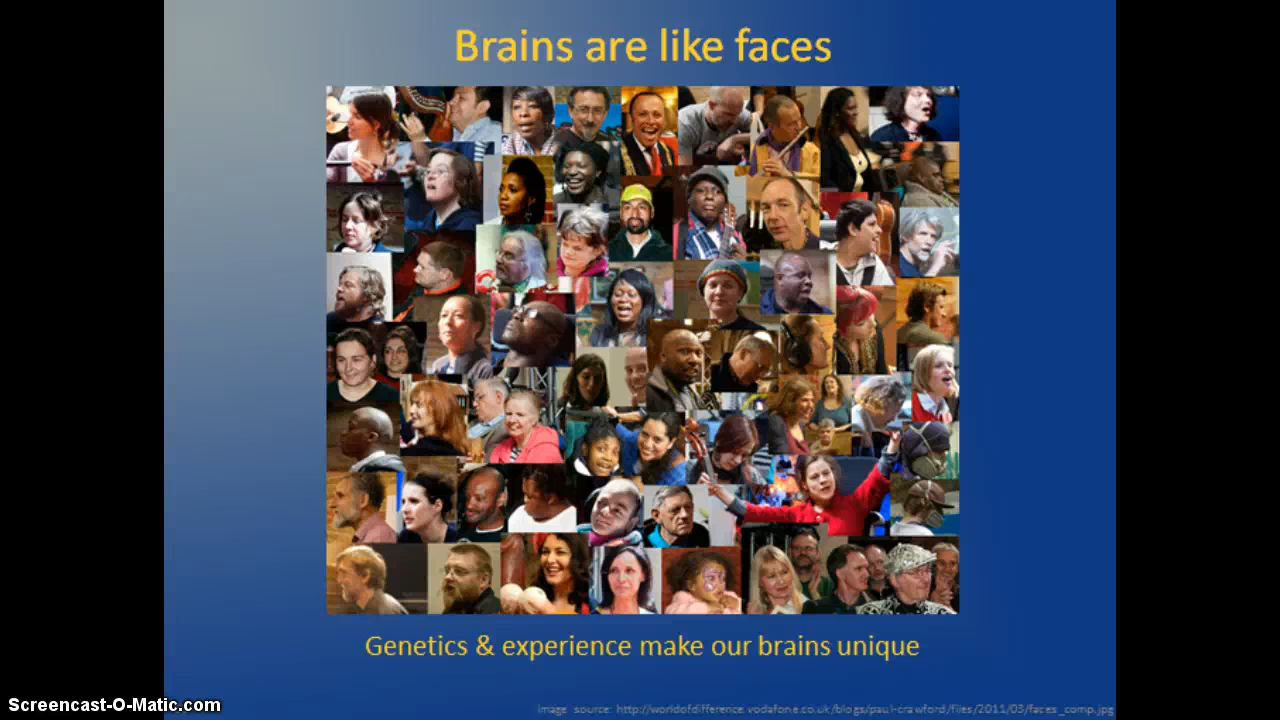 Brains are like faces
Genetics & experience make our brains unique
Screencast-O-Matic.com
Image source: http://worldofdifference.vodafone.co.uk/blogs/paul-crawford/files/2011/03/faces_comp.jpg